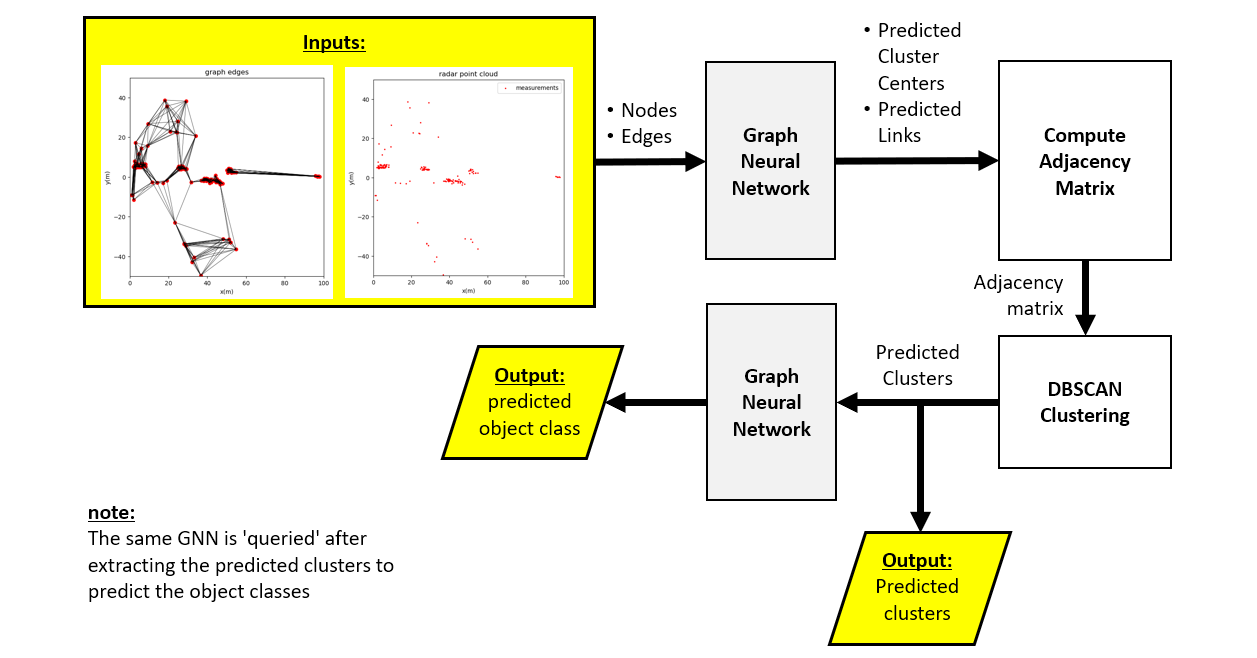 Inputs:
graph edges
40
20
0
−20
−40
y(m)
0
20
40
60
80
100
x(m)
radar point cloud
measurements
40
20
0
−20
−40
y(m)
0
20
40
60
80
100
x(m)
• Nodes
• Edges
Graph
Neural
Network
• Predicted
Cluster
Centers
• Predicted
Links
Compute
Adjacency
Matrix
Adjacency
matrix
DBSCAN
Clustering
Predicted
Clusters
Graph
Neural
Network
Output:
predicted
object class
Output:
Predicted
clusters
note:
The same GNN is 'queried' after
extracting the predicted clusters to
predict the object classes